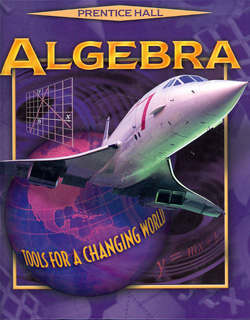 PRENTICE HALL
ALGEBRA
TOOLS FOR A CHANGING WORLD